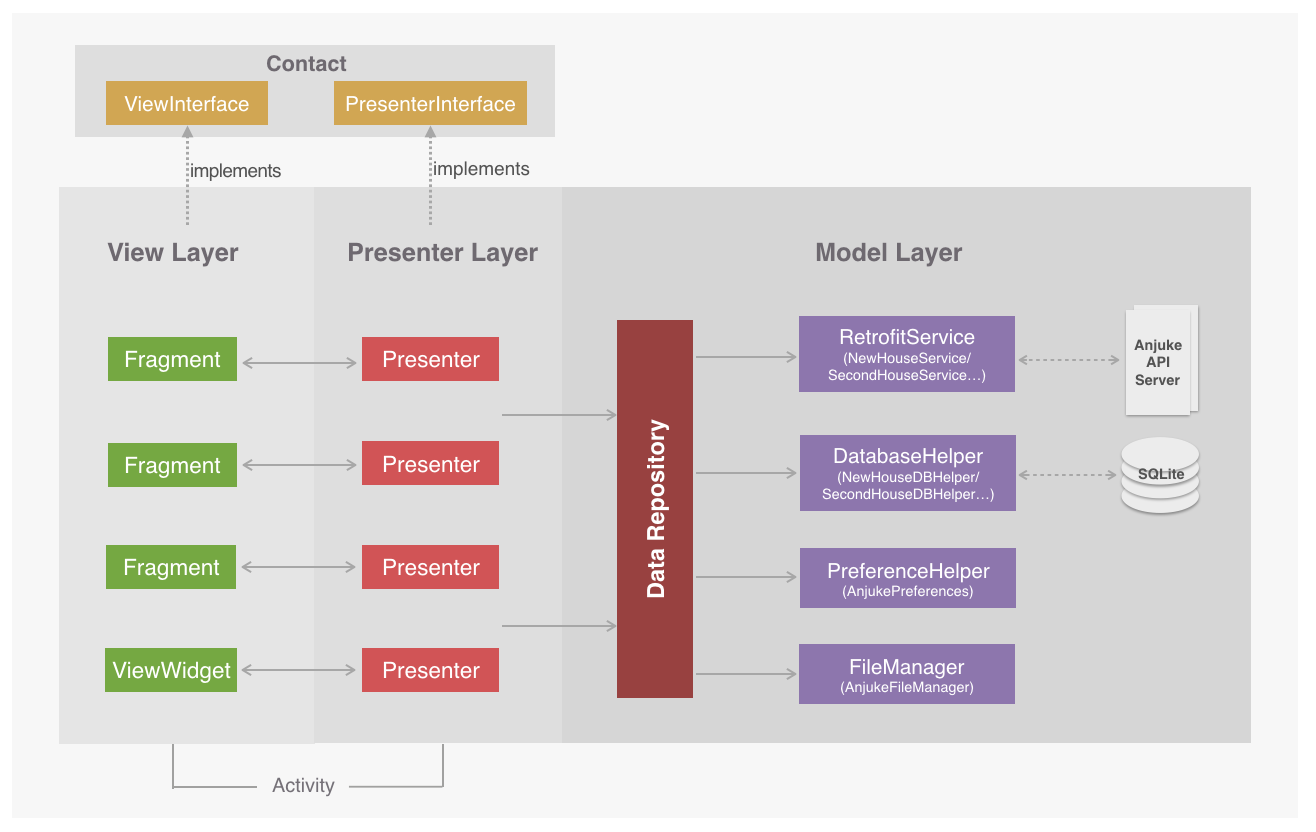 Contact
ViewInterface
PresenterInterface
implements
implements
View Layer
Presenter Layer
Model Layer
Fragment
Presenter
Fragment
Presenter
Fragment
Presenter
ViewWidget
Presenter
Data Repository
RetrofitService
(NewHouseService/
SecondHouseService...)
Anjuke
API
Server
DatabaseHelper
(NewHouseDBHelper/
SecondHouseDBHelper...)
SQLite
PreferenceHelper
(AnjukePreferences)
FileManager
(AnjukeFileManager)
Activity